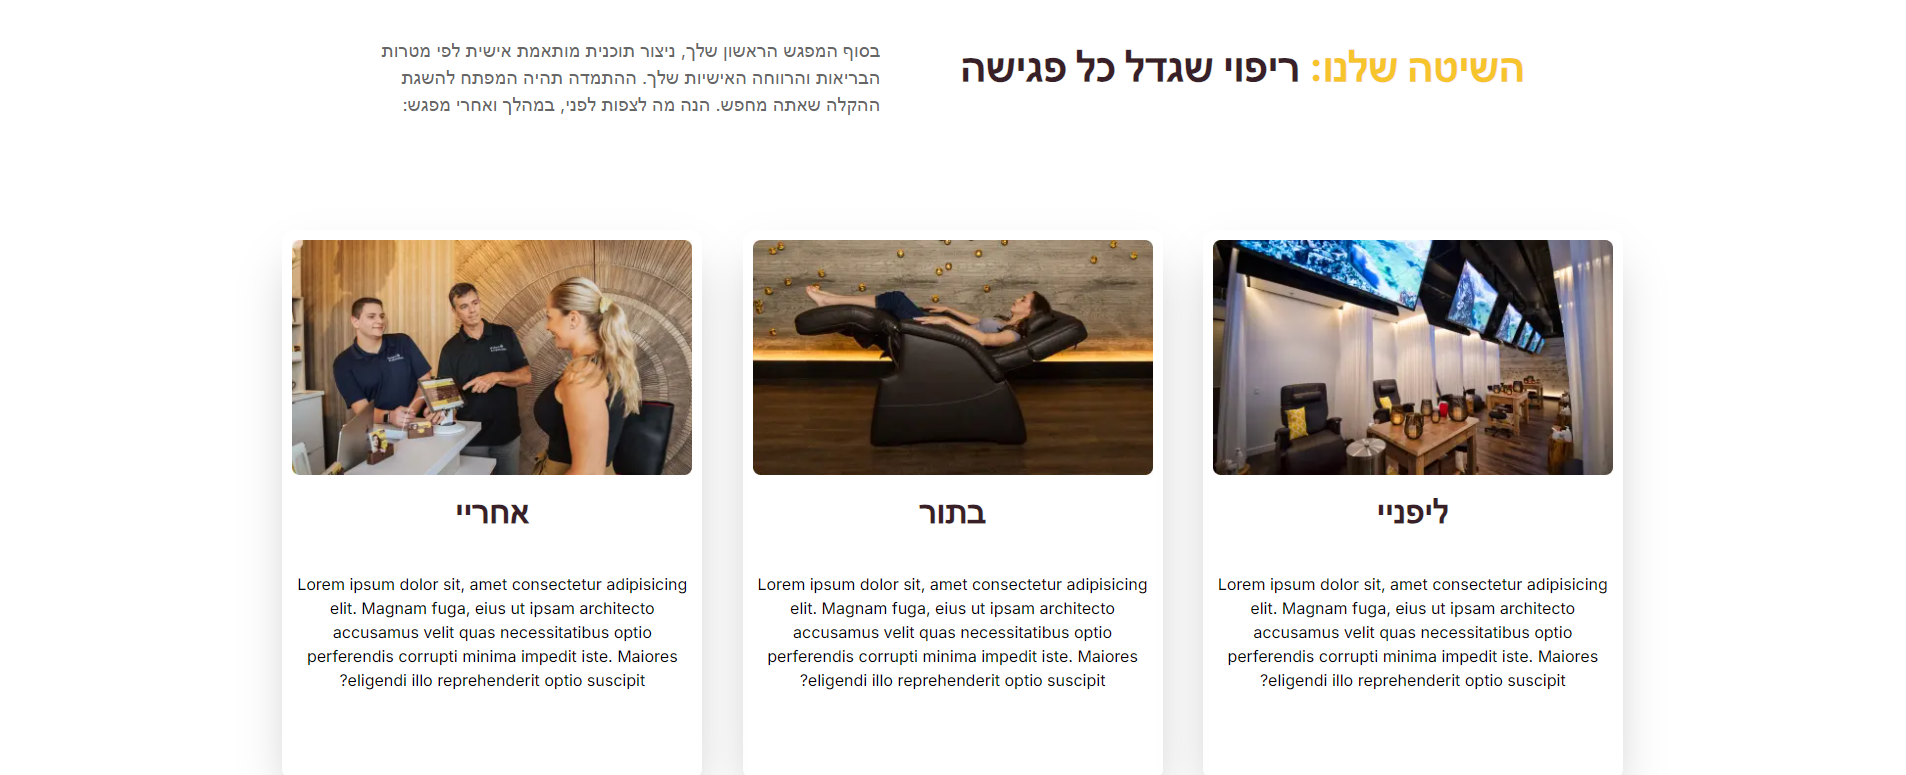 השיטה שלנו: ריפוי שגדל כל פגישה
בסוף המפגש הראשון שלך, ניצור תוכנית מותאמת אישית לפי מטרות
הבריאות והרווחה האישיות שלך. ההתמדה תהיה המפתח להשגת
ההקלה שאתה מחפש. הנה מה לצפות לפני, במהלך ואחרי מפגש:
ליפניי
Lorem ipsum dolor sit, amet consectetur adipisicing
elit. Magnam fuga, eius ut ipsam architecto
accusamus velit quas necessitatibus optio
perferendis corrupti minima impedit iste. Maiores
?eligendi illo reprehenderit optio suscipit
בתור
Lorem ipsum dolor sit, amet consectetur adipisicing
elit. Magnam fuga, eius ut ipsam architecto
accusamus velit quas necessitatibus optio
perferendis corrupti minima impedit iste. Maiores
?eligendi illo reprehenderit optio suscipit
אחריי
Lorem ipsum dolor sit, amet consectetur adipisicing
elit. Magnam fuga, eius ut ipsam architecto
accusamus velit quas necessitatibus optio
perferendis corrupti minima impedit iste. Maiores
?eligendi illo reprehenderit optio suscipit